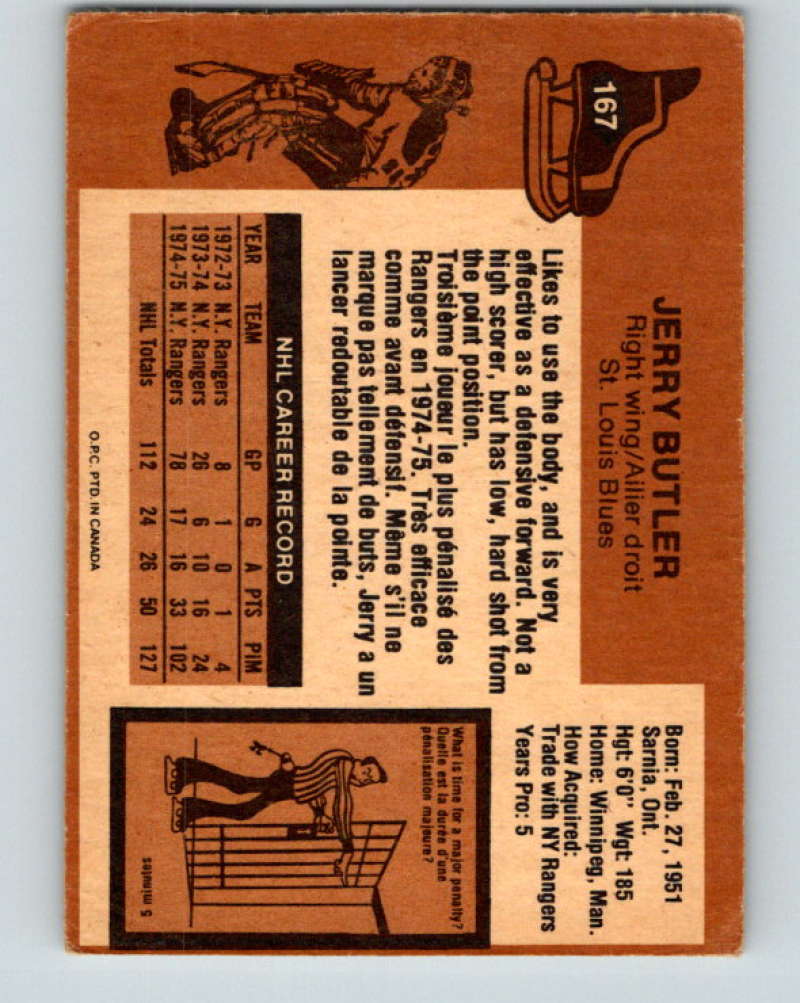 167
JERRY BUTLER
Right wing/Ailier droit
St. Louis Blues
Born: Feb. 27, 1951
Sarnia, Ont.
Hgt: 6'0" Wgt: 185
Home: Winnipeg, Man.
How Acquired:
Trade with NY Rangers
Years Pro: 5
Likes to use the body, and is very
effective as a defensive forward. Not a
high scorer, but has low, hard shot from
the point position.
Troisième joueur le plus pénalisé des
Rangers en 1974-75. Très efficace
comme avant défensif. Même s'il ne
marque pas tellement de buts, Jerry a un
lancer redoutable de la pointe.
NHL CAREER RECORD
YEAR TEAM GP G A PTS PIM
1972-73 N.Y. Rangers 8 1 0 1 4
1973-74 N.Y. Rangers 26 6 10 16 24
1974-75 N.Y. Rangers 78 17 16 33 102
NHL Totals 112 24 26 50 127
What is time for a major penalty?
Quelle est la durée d'une
pénalisation majeure?
5 minutes
O.P.C. PTD. IN CANADA